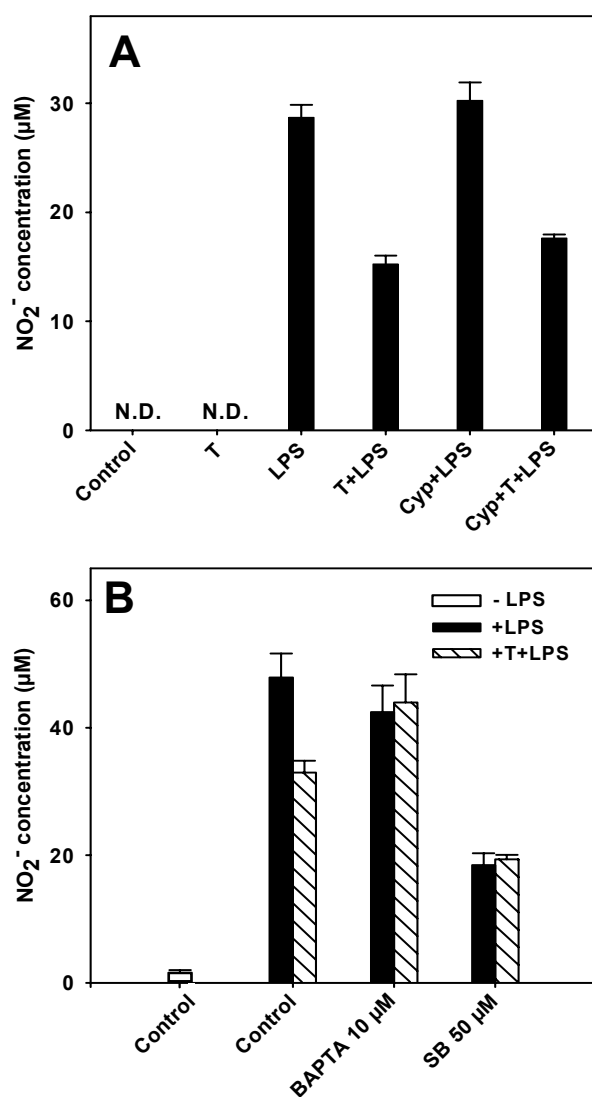 A
NO2- concentration (µM)
30
20
10
0
N.D.
N.D.
Control
T
LPS
T+LPS
Cyp+LPS
Cyp+T+LPS
B
NO2- concentration (µM)
60
40
20
0
- LPS
+LPS
+T+LPS
Control
Control
BAPTA 10 µM
SB 50 µM